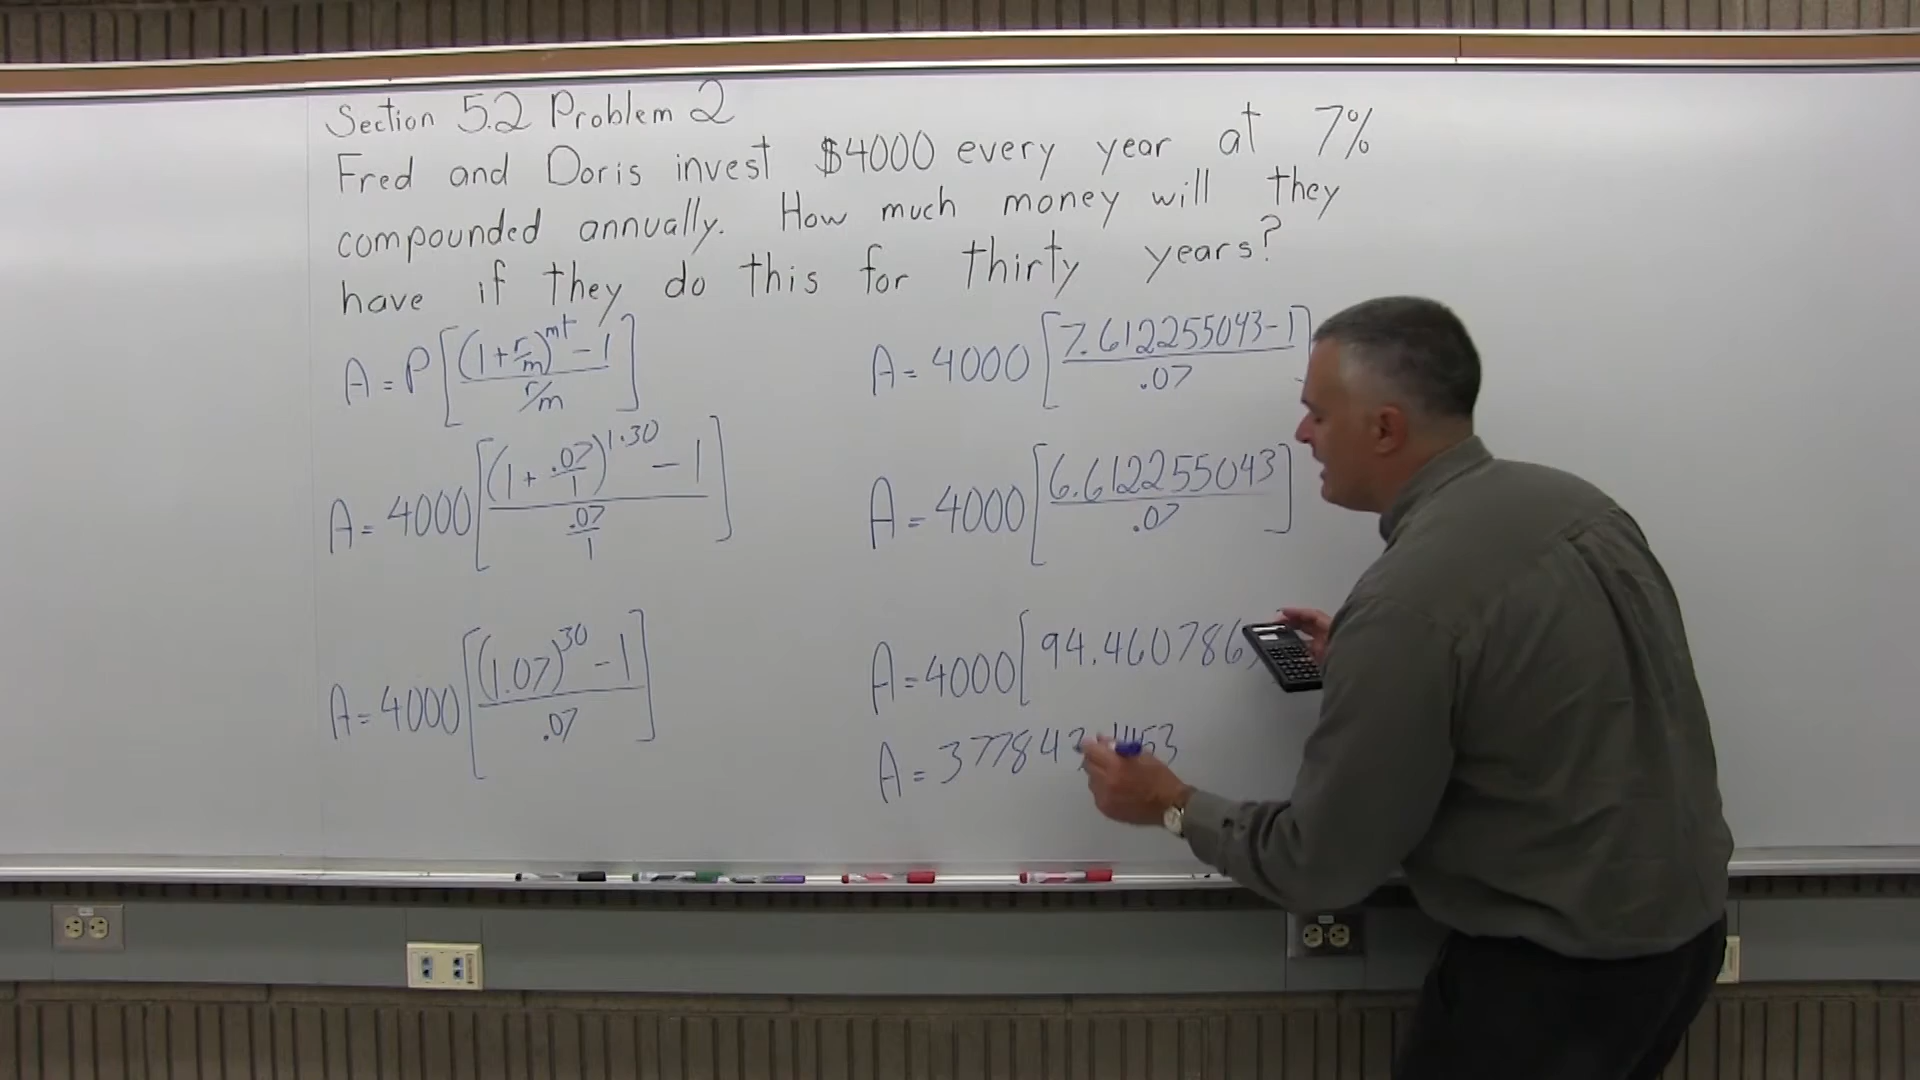 Section 5.2 Problem 2
Fred and Doris invest $4000 every year at 7%
compounded annually. How much money will they
have if they do this for thirty years?
A = P[((1 + r/m)^mt - 1) / (r/m)]
A = 4000[((1 + .07/1)^1·30 - 1) / (.07/1)]
A = 4000[((1.07)^30 - 1) / .07]
A = 4000[(7.612255043 - 1) / .07]
A = 4000[6.612255043 / .07]
A = 4000[94.460786
A = 37784